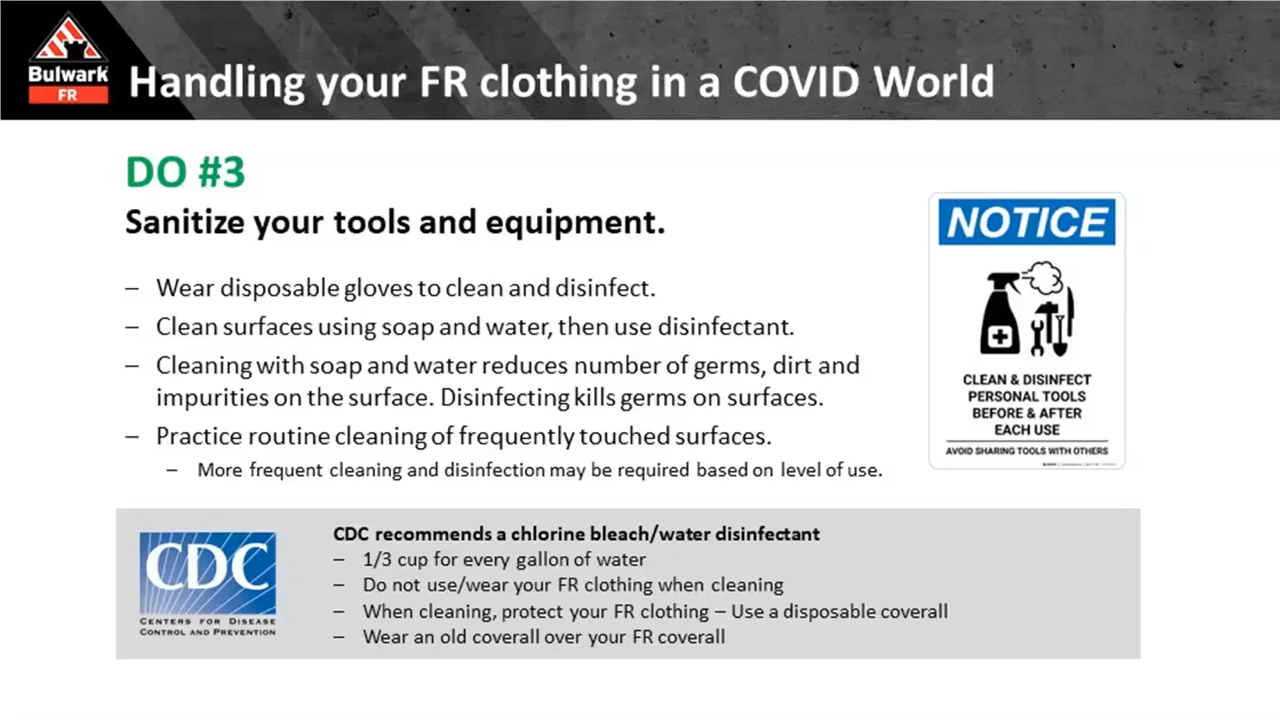 Bulwark
FR
Handling your FR clothing in a COVID World
DO #3
Sanitize your tools and equipment.
– Wear disposable gloves to clean and disinfect.
– Clean surfaces using soap and water, then use disinfectant.
– Cleaning with soap and water reduces number of germs, dirt and
impurities on the surface. Disinfecting kills germs on surfaces.
– Practice routine cleaning of frequently touched surfaces.
– More frequent cleaning and disinfection may be required based on level of use.
NOTICE
CLEAN & DISINFECT
PERSONAL TOOLS
BEFORE & AFTER
EACH USE
AVOID SHARING TOOLS WITH OTHERS
CDC
CENTERS FOR DISEASE
CONTROL AND PREVENTION
CDC recommends a chlorine bleach/water disinfectant
– 1/3 cup for every gallon of water
– Do not use/wear your FR clothing when cleaning
– When cleaning, protect your FR clothing – Use a disposable coverall
– Wear an old coverall over your FR coverall